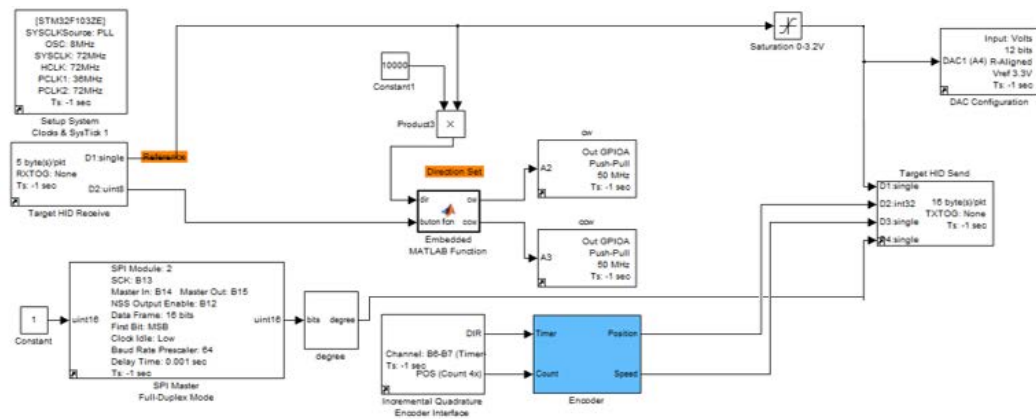 [STM32F103ZE]
SYSCLKSource: PLL
OSC: 8MHz
SYSCLK: 72MHz
HCLK: 72MHz
PCLK1: 36MHz
PCLK2: 72MHz
Ts: -1 sec
Setup System
Clocks & SysTick 1
5 byte(s)/pkt
RXTOG: None
Ts: -1 sec
D1:single
D2:uint8
Target HID Receive
Reference
10000
Constant1
Product3
×
Direction Set
dir
buton
fcn
cw
ccw
Embedded
MATLAB Function
cw
A2
Out GPIOA
Push-Pull
50 MHz
Ts: -1 sec
ccw
A3
Out GPIOA
Push-Pull
50 MHz
Ts: -1 sec
Saturation 0-3.2V
DAC1 (A4)
Input: Volts
12 bits
R-Aligned
Vref 3.3V
Ts: -1 sec
DAC Configuration
Target HID Send
D1:single
D2:int32
D3:single
D4:single
16 byte(s)/pkt
TXTOG: None
Ts: -1 sec
1
Constant
uint16
SPI Module: 2
SCK: B13
Master In: B14 Master Out: B15
NSS Output Enable: B12
Data Frame: 16 bits
First Bit: MSB
Clock Idle: Low
Baud Rate Prescaler: 64
Delay Time: 0.001 sec
Ts: -1 sec
uint16
SPI Master
Full-Duplex Mode
bits
degree
degree
DIR
Channel: B6-B7 (Timer
Ts: -1 sec
POS (Count 4x)
Incremental Quadrature
Encoder Interface
Timer
Count
Position
Speed
Encoder